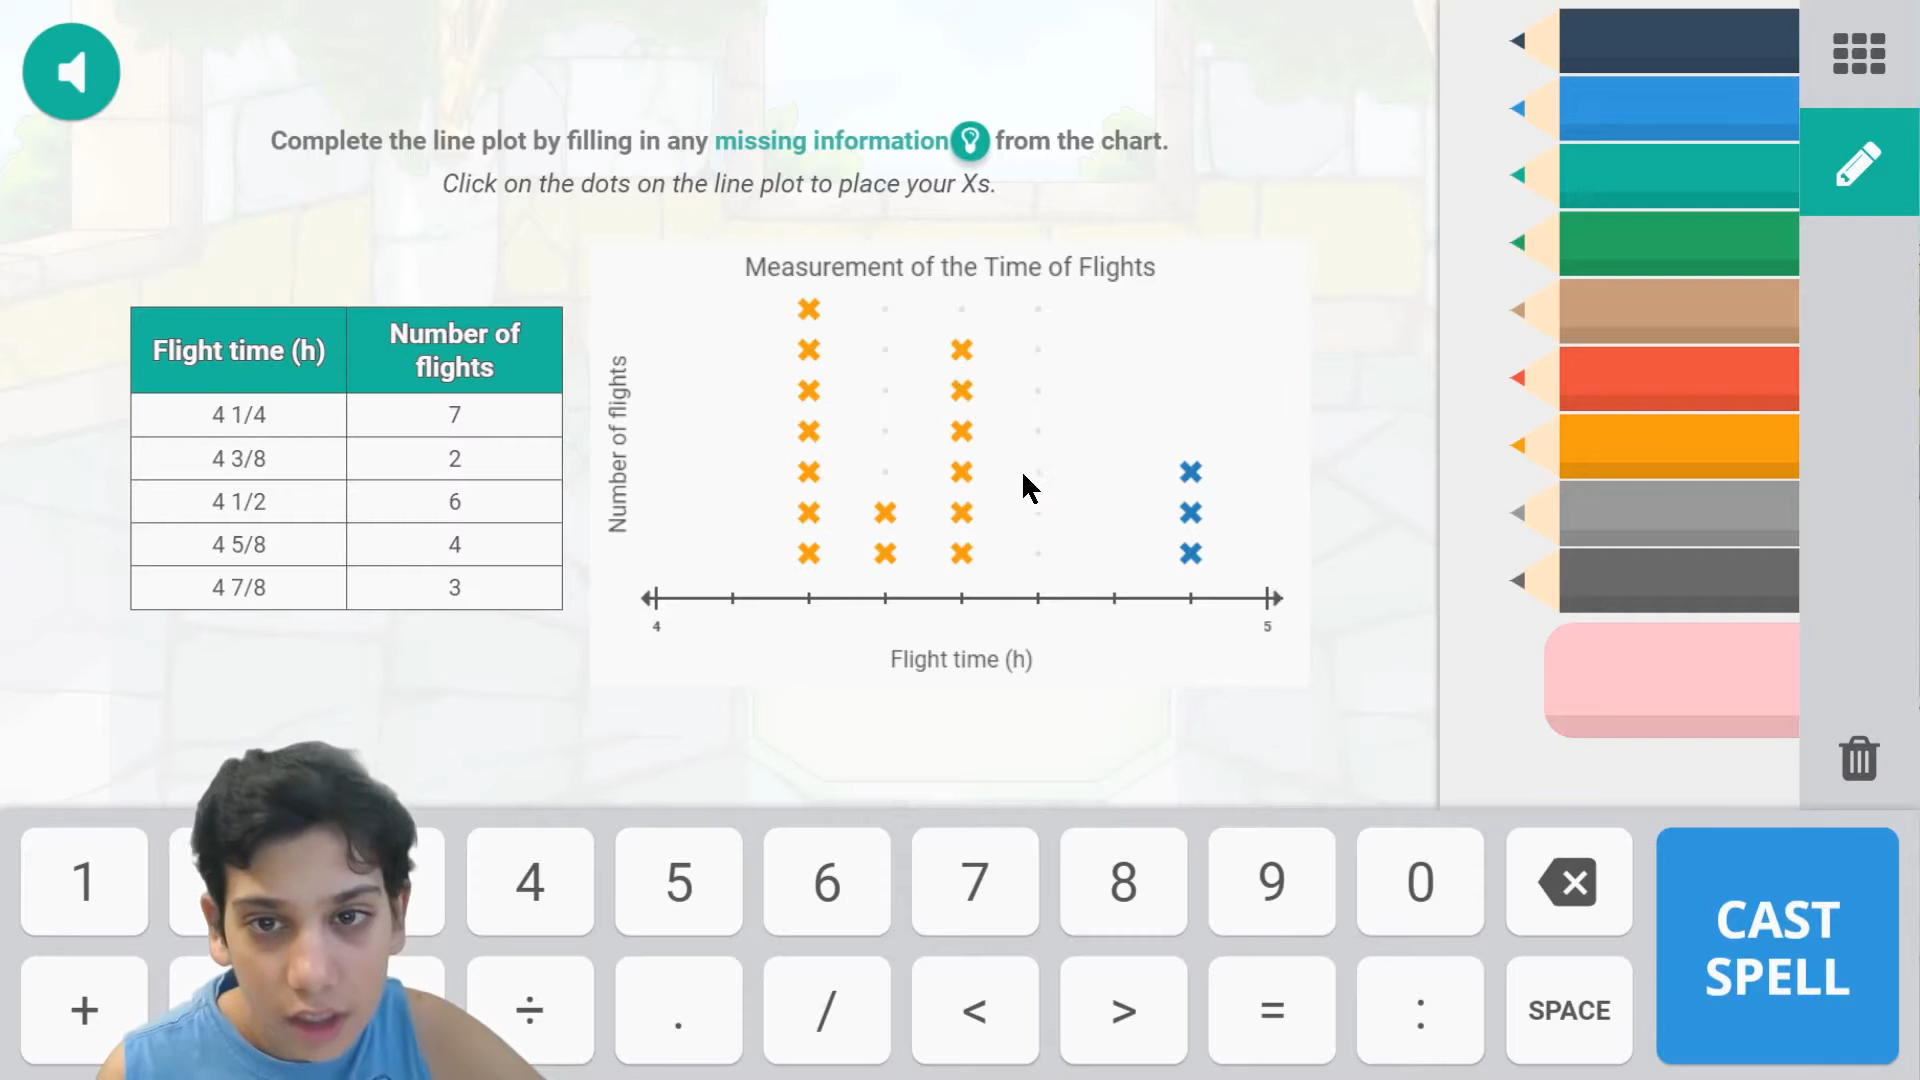 Complete the line plot by filling in any missing information from the chart.
Click on the dots on the line plot to place your Xs.
Flight time (h) Number of flights
4 1/4 7
4 3/8 2
4 1/2 6
4 5/8 4
4 7/8 3
Measurement of the Time of Flights
Number of flights
4 5
Flight time (h)
1 4 5 6 7 8 9 0
CAST
SPELL
+ ÷ . / < > = : SPACE